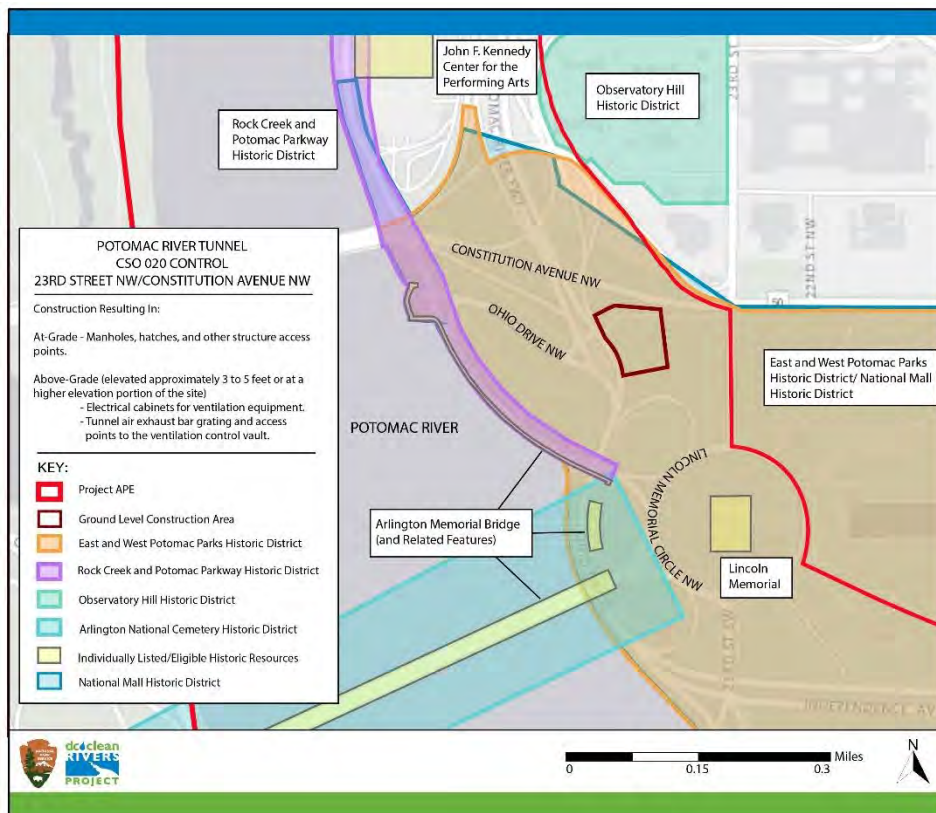 John F. Kennedy
Center for the
Performing Arts
Observatory Hill
Historic District
23RD ST
Rock Creek and
Potomac Parkway
Historic District
22ND ST NW
50
POTOMAC RIVER TUNNEL
CSO 020 CONTROL
23RD STREET NW/CONSTITUTION AVENUE NW
Construction Resulting In:
At-Grade - Manholes, hatches, and other structure access
points.
Above-Grade (elevated approximately 3 to 5 feet or at a
higher elevation portion of the site)
- Electrical cabinets for ventilation equipment.
- Tunnel air exhaust bar grating and access
points to the ventilation control vault.
KEY:
Project APE
Ground Level Construction Area
East and West Potomac Parks Historic District
Rock Creek and Potomac Parkway Historic District
Observatory Hill Historic District
Arlington National Cemetery Historic District
Individually Listed/Eligible Historic Resources
National Mall Historic District
CONSTITUTION AVENUE NW
OHIO DRIVE NW
East and West Potomac Parks
Historic District/ National Mall
Historic District
POTOMAC RIVER
LINCOLN MEMORIAL CIRCLE NW
Arlington Memorial Bridge
(and Related Features)
Lincoln
Memorial
23RD ST SW
INDEPENDENCE AV
dc clean
RIVERS
PROJECT
0 0.15 0.3 Miles
N